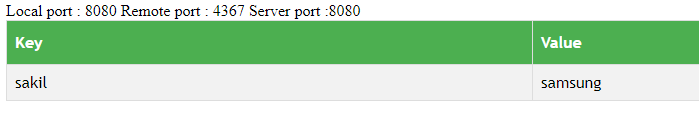 Local port : 8080 Remote port : 4367 Server port :8080
Key Value
sakil samsung